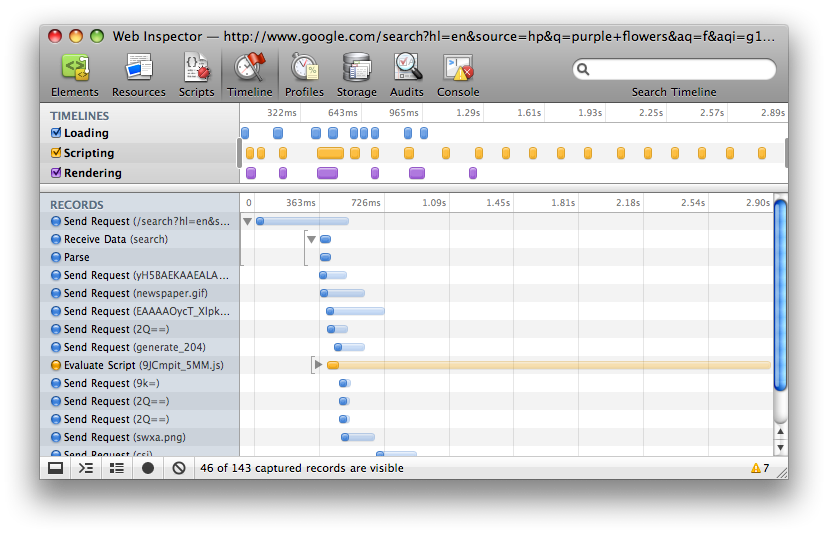 Web Inspector — http://www.google.com/search?hl=en&source=hp&q=purple+flowers&aq=f&aqi=g1...
Elements Resources Scripts Timeline Profiles Storage Audits Console Search Timeline
TIMELINES 322ms 643ms 965ms 1.29s 1.61s 1.93s 2.25s 2.57s 2.89s
Loading
Scripting
Rendering
RECORDS 0 363ms 726ms 1.09s 1.45s 1.81s 2.18s 2.54s 2.90s
Send Request (/search?hl=en&s...
Receive Data (search)
Parse
Send Request (yH5BAEKAAEALA...
Send Request (newspaper.gif)
Send Request (EAAAAOycT_Xlpk...
Send Request (2Q==)
Send Request (generate_204)
Evaluate Script (9JCmpit_5MM.js)
Send Request (9k=)
Send Request (2Q==)
Send Request (2Q==)
Send Request (swxa.png)
Send Request (csi)
46 of 143 captured records are visible 7